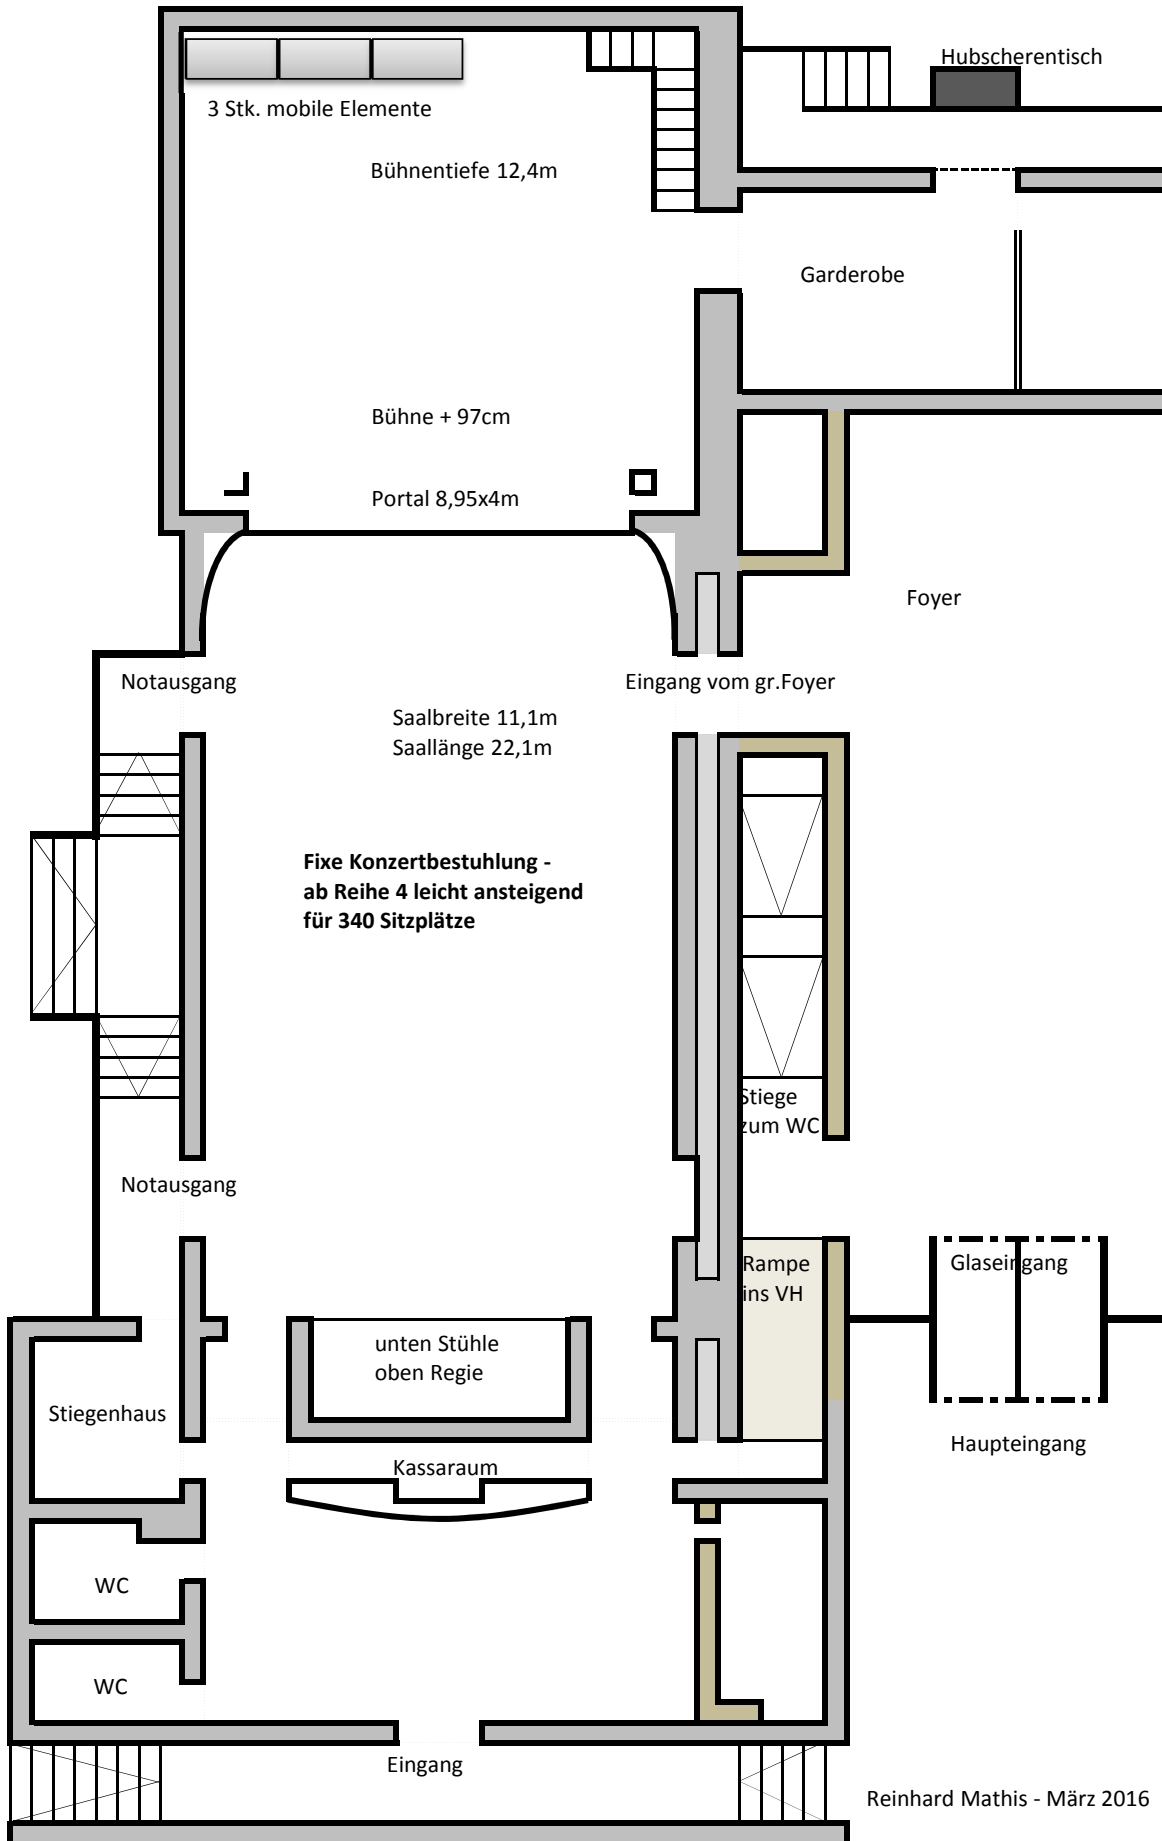 Hubscherentisch
3 Stk. mobile Elemente
Bühnentiefe 12,4m
Garderobe
Bühne + 97cm
Portal 8,95x4m
Foyer
Notausgang
Eingang vom gr.Foyer
Saalbreite 11,1m
Saallänge 22,1m
Fixe Konzertbestuhlung -
ab Reihe 4 leicht ansteigend
für 340 Sitzplätze
Stiege
zum WC
Notausgang
Rampe
ins VH
Glaseingang
unten Stühle
oben Regie
Stiegenhaus
Haupteingang
Kassaraum
WC
WC
Eingang
Reinhard Mathis - März 2016